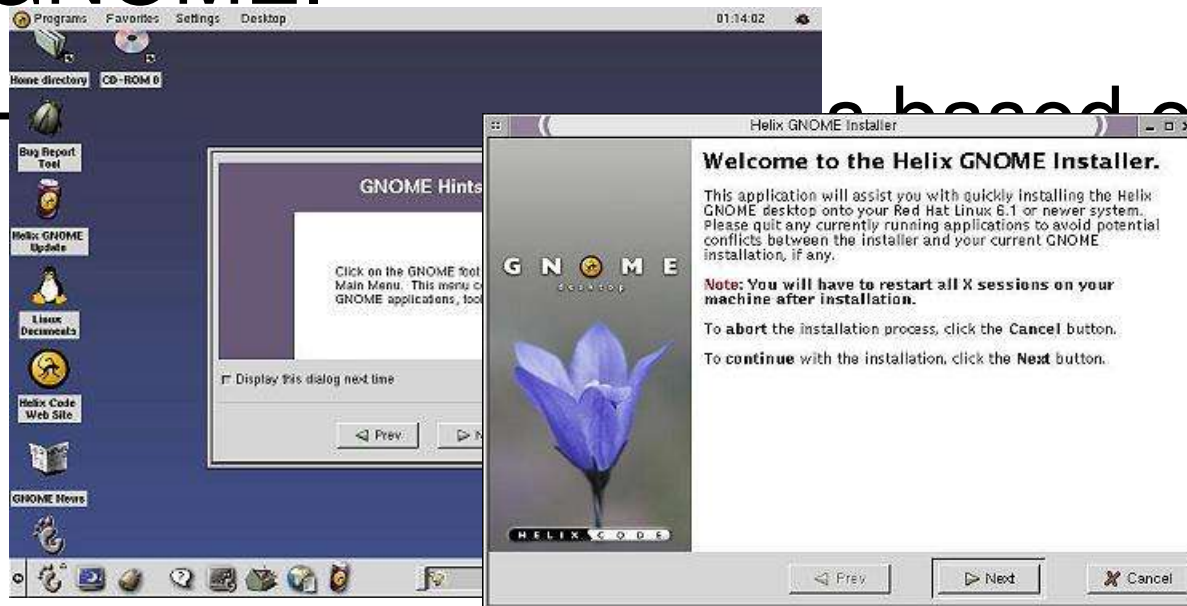 GNOME.
Programs Favorites Settings Desktop 01:14:02
Home directory CD-ROM 0
Bug Report
Tool
Helix GNOME
Update
Linux
Documents
Helix Code
Web Site
GNOME News
GNOME Hints
Click on the GNOME foot
Main Menu. This menu
GNOME applications,
Display this dialog next time
Prev
based
Helix GNOME Installer
GNOME
desktop
HELIX CODE
Welcome to the Helix GNOME Installer.
This application will assist you with quickly installing the Helix
GNOME desktop onto your Red Hat Linux 6.1 or newer system.
Please quit any currently running applications to avoid potential
conflicts between the installer and your current GNOME
installation, if any.
Note: You will have to restart all X sessions on your
machine after installation.
To abort the installation process, click the Cancel button.
To continue with the installation, click the Next button.
Prev Next Cancel